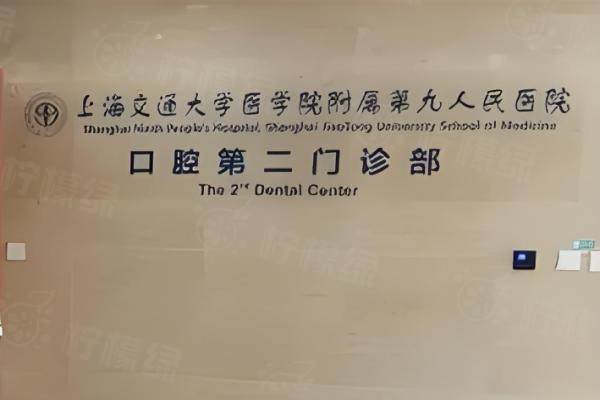 上海交通大学医学院附属第九人民医院
Shanghai Ninth People's Hospital, Shanghai JiaoTong University School of Medicine
口腔第二门诊部
The 2nd Dental Center